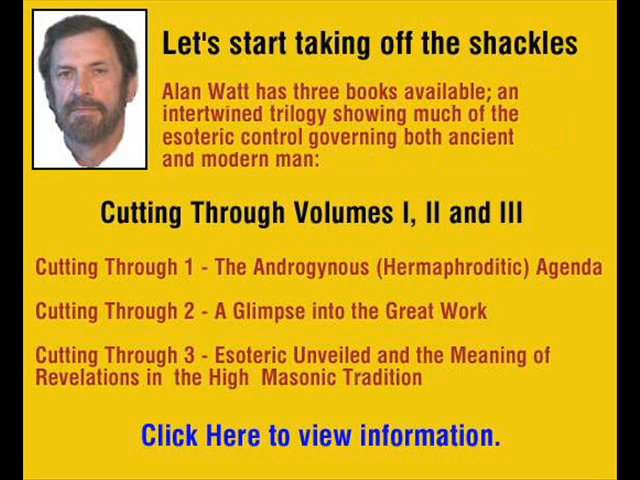 Let's start taking off the shackles
Alan Watt has three books available; an
intertwined trilogy showing much of the
esoteric control governing both ancient
and modern man:
Cutting Through Volumes I, II and III
Cutting Through 1 - The Androgynous (Hermaphroditic) Agenda
Cutting Through 2 - A Glimpse into the Great Work
Cutting Through 3 - Esoteric Unveiled and the Meaning of
Revelations in the High Masonic Tradition
Click Here to view information.